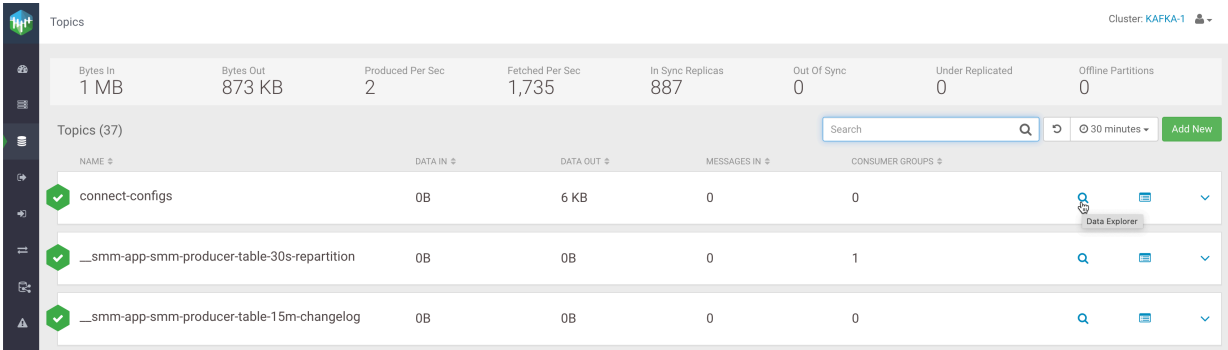 Topics
Cluster: KAFKA-1
Bytes In Bytes Out Produced Per Sec Fetched Per Sec In Sync Replicas Out Of Sync Under Replicated Offline Partitions
1 MB 873 KB 2 1,735 887 0 0 0
Topics (37) Search 30 minutes Add New
NAME DATA IN DATA OUT MESSAGES IN CONSUMER GROUPS
connect-configs 0B 6 KB 0 0
Data Explorer
__smm-app-smm-producer-table-30s-repartition 0B 0B 0 1
__smm-app-smm-producer-table-15m-changelog 0B 0B 0 0